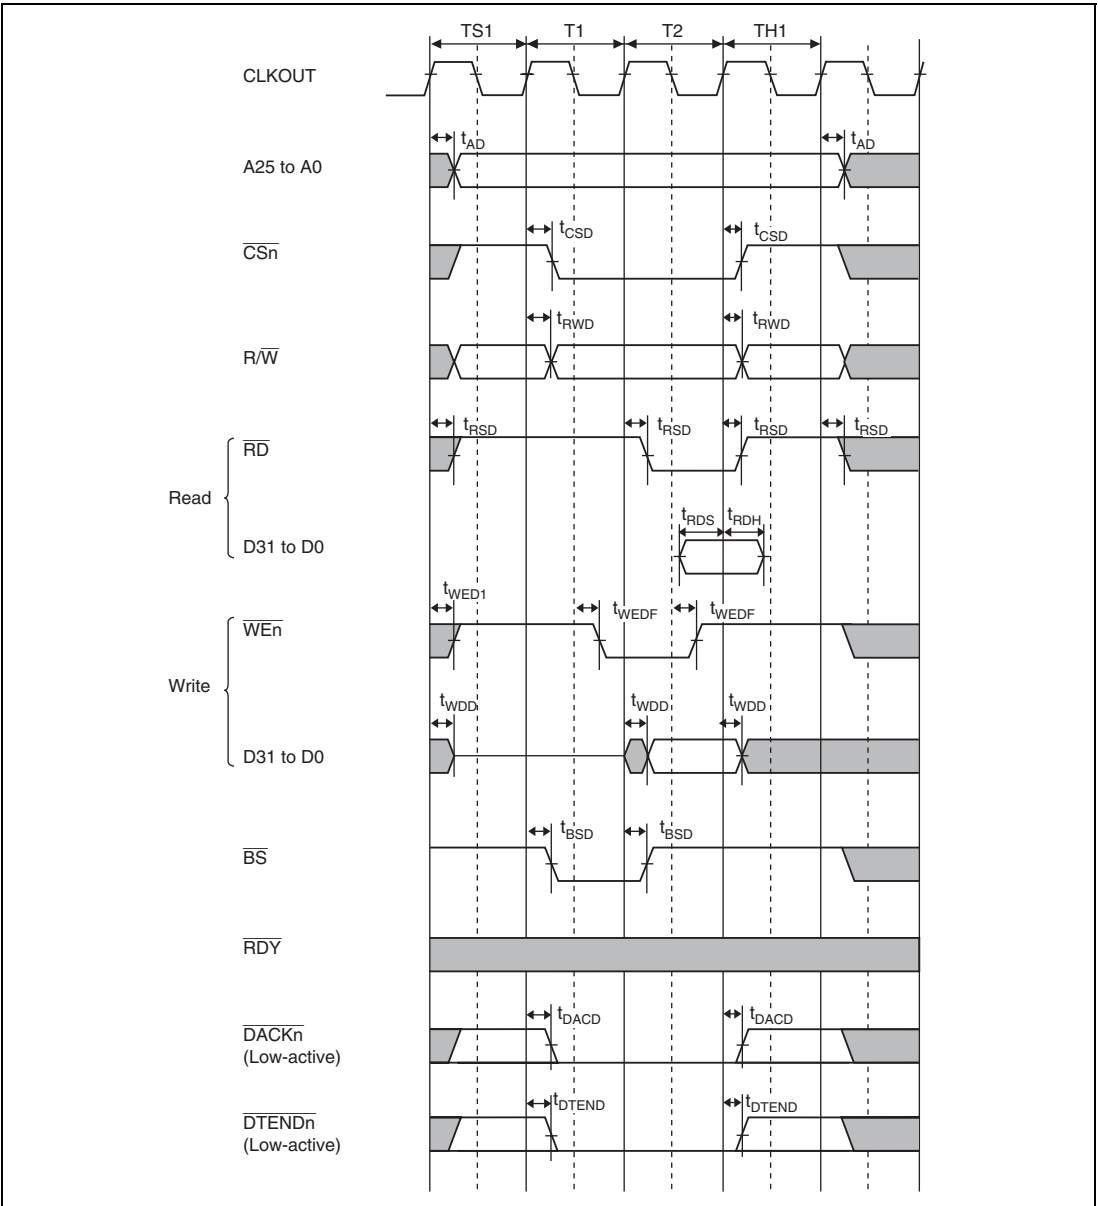 TS1 T1 T2 TH1
CLKOUT
tAD tAD
A25 to A0
tCSD tCSD
CSn
tRWD tRWD
R/W
tRSD tRSD tRSD tRSD
RD
Read
tRDS tRDH
D31 to D0
tWED1 tWEDF tWEDF
WEn
Write
tWDD tWDD tWDD
D31 to D0
tBSD tBSD
BS
RDY
tDACD tDACD
DACKn
(Low-active)
tDTEND tDTEND
DTENDn
(Low-active)